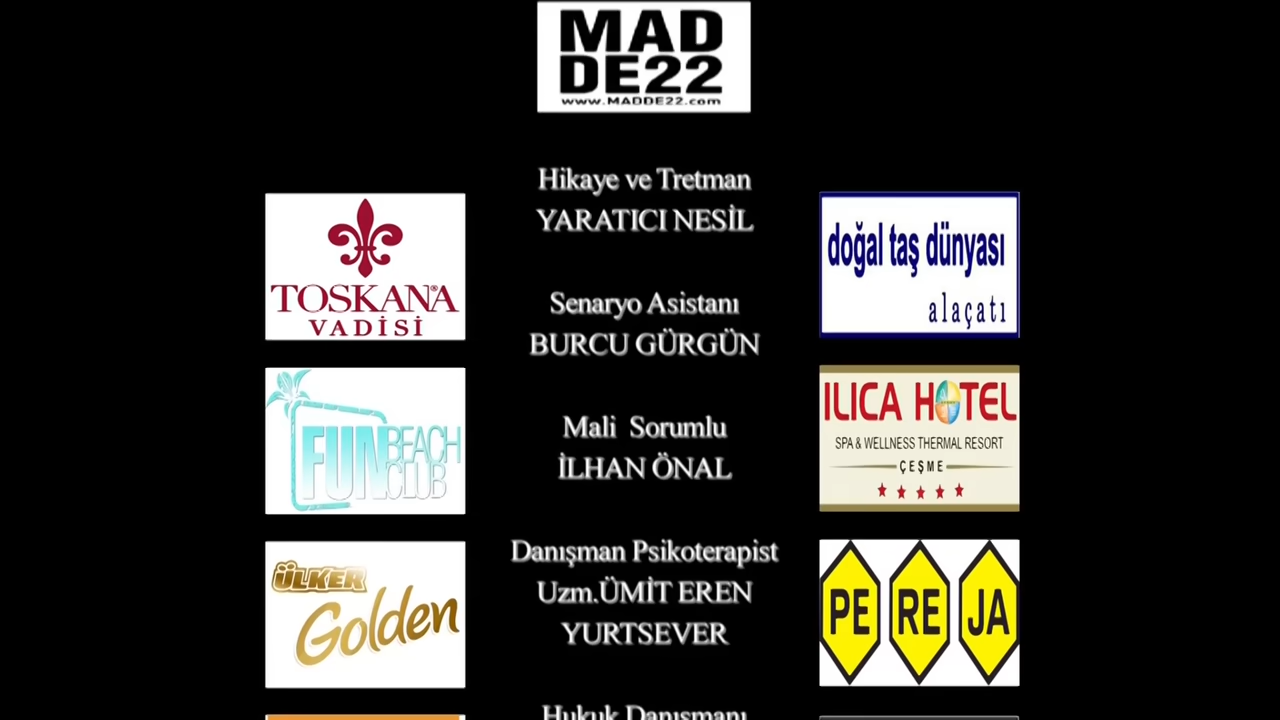 MAD
DE22
www.MADDE22.com
Hikaye ve Tretman
YARATICI NESİL
Senaryo Asistanı
BURCU GÜRGÜN
Mali Sorumlu
İLHAN ÖNAL
Danışman Psikoterapist
Uzm.ÜMİT EREN
YURTSEVER
Hukuk Danışmanı
TOSKANA®
VADİSİ
FUN BEACH
CLUB
ÜLKER
Golden
doğal taş dünyası
alaçatı
ILICA HOTEL
SPA & WELLNESS THERMAL RESORT
ÇEŞME
PE RE JA